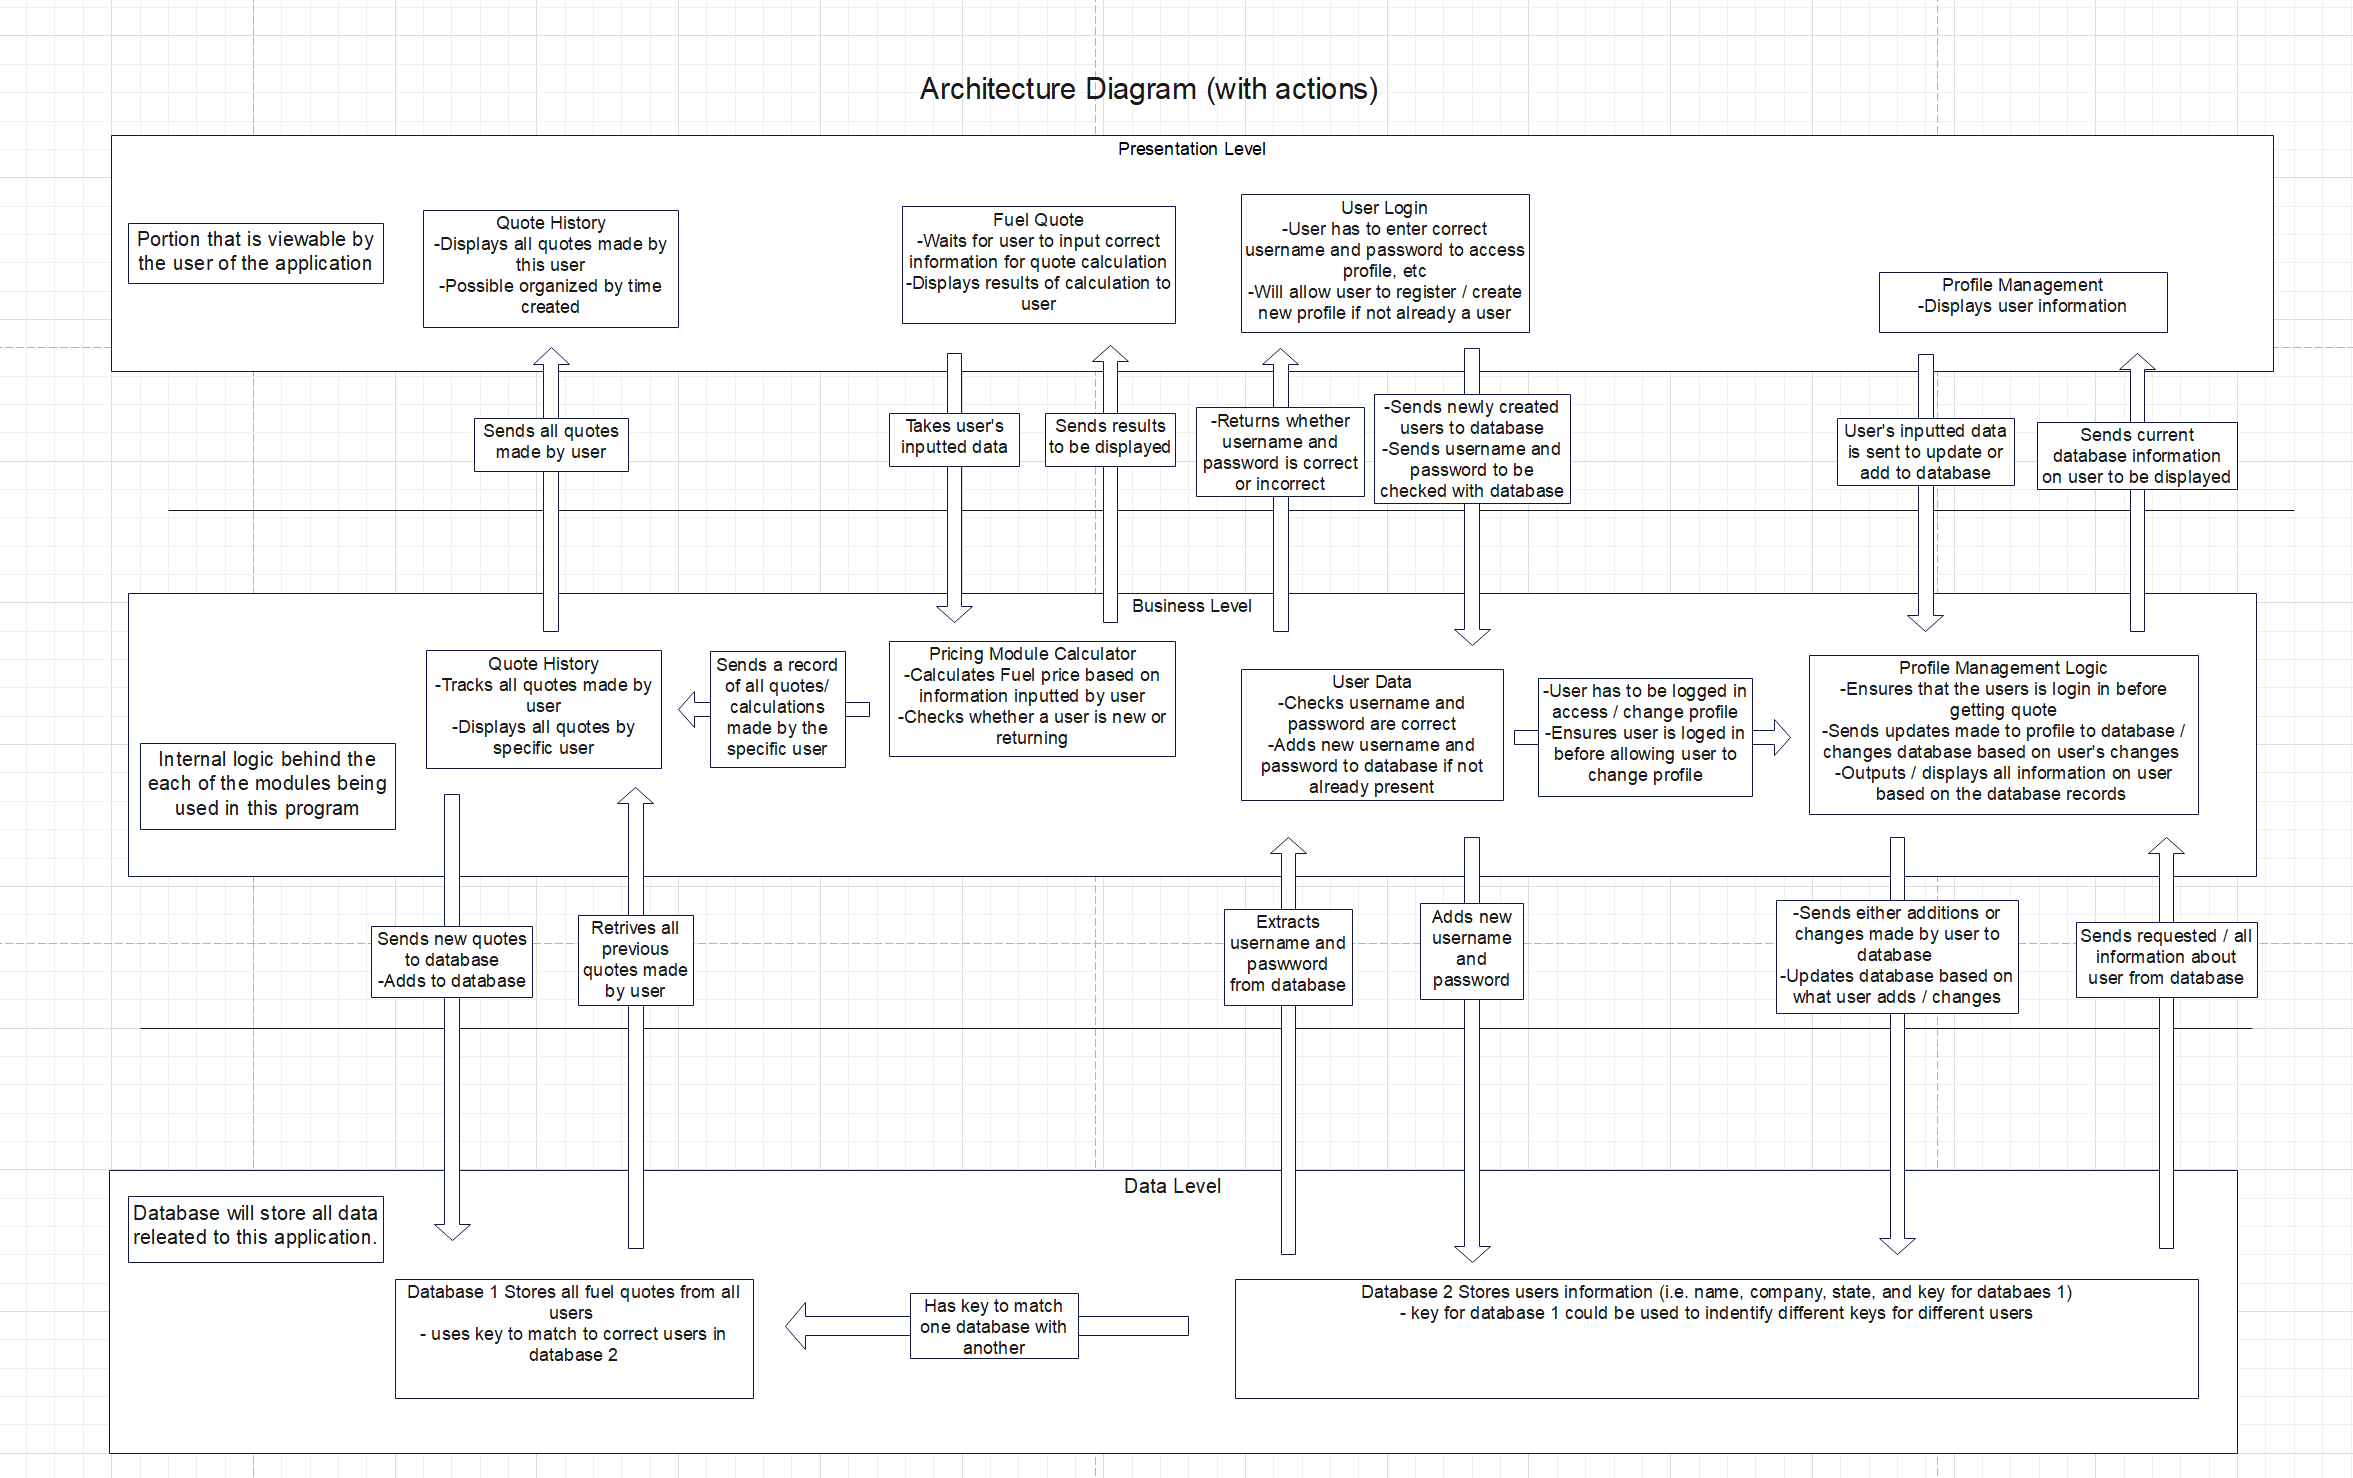 Architecture Diagram (with actions)
Presentation Level
Portion that is viewable by
the user of the application
Quote History
-Displays all quotes made by
this user
-Possible organized by time
created
Fuel Quote
-Waits for user to input correct
information for quote calculation
-Displays results of calculation to
user
User Login
-User has to enter correct
username and password to access
profile, etc
-Will allow user to register / create
new profile if not already a user
Profile Management
-Displays user information
Sends all quotes
made by user
Takes user's
inputted data
Sends results
to be displayed
-Returns whether
username and
password is correct
or incorrect
-Sends newly created
users to database
-Sends username and
password to be
checked with database
User's inputted data
is sent to update or
add to database
Sends current
database information
on user to be displayed
Business Level
Internal logic behind the
each of the modules being
used in this program
Quote History
-Tracks all quotes made by
user
-Displays all quotes by
specific user
Sends a record
of all quotes/
calculations
made by the
specific user
Pricing Module Calculator
-Calculates Fuel price based on
information inputted by user
-Checks whether a user is new or
returning
User Data
-Checks username and
password are correct
-Adds new username and
password to database if not
already present
-User has to be logged in
access / change profile
-Ensures user is loged in
before allowing user to
change profile
Profile Management Logic
-Ensures that the users is login in before
getting quote
-Sends updates made to profile to database /
changes database based on user's changes
-Outputs / displays all information on user
based on the database records
Sends new quotes
to database
-Adds to database
Retrives all
previous
quotes made
by user
Extracts
username and
paswword
from database
Adds new
username
and
password
-Sends either additions or
changes made by user to
database
-Updates database based on
what user adds / changes
Sends requested / all
information about
user from database
Data Level
Database will store all data
releated to this application.
Database 1 Stores all fuel quotes from all
users
- uses key to match to correct users in
database 2
Has key to match
one database with
another
Database 2 Stores users information (i.e. name, company, state, and key for databaes 1)
- key for database 1 could be used to indentify different keys for different users